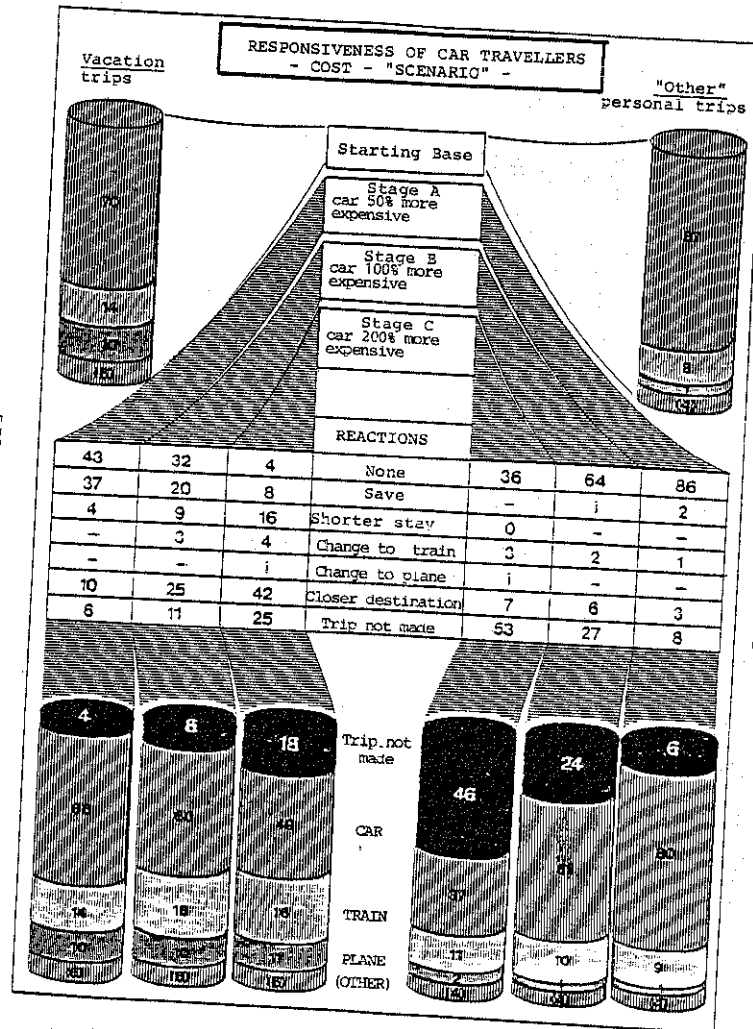 RESPONSIVENESS OF CAR TRAVELLERS
- COST - "SCENARIO" -
Vacation
trips
"Other"
personal trips
Starting Base
Stage A
car 50% more
expensive
Stage B
car 100% more
expensive
Stage C
car 200% more
expensive
70
14
87
8
1
REACTIONS
43 32 4 None 36 64 86
37 20 8 Save - 1 2
4 9 16 Shorter stay 0 - -
- 3 4 Change to train 3 2 1
- - 1 Change to plane 1 - -
10 25 42 Closer destination 7 6 3
6 11 25 Trip not made 53 27 8
4 8 18 Trip not
made 46 24 6
CAR 37 80
TRAIN 11 10 9
PLANE 2
(OTHER)